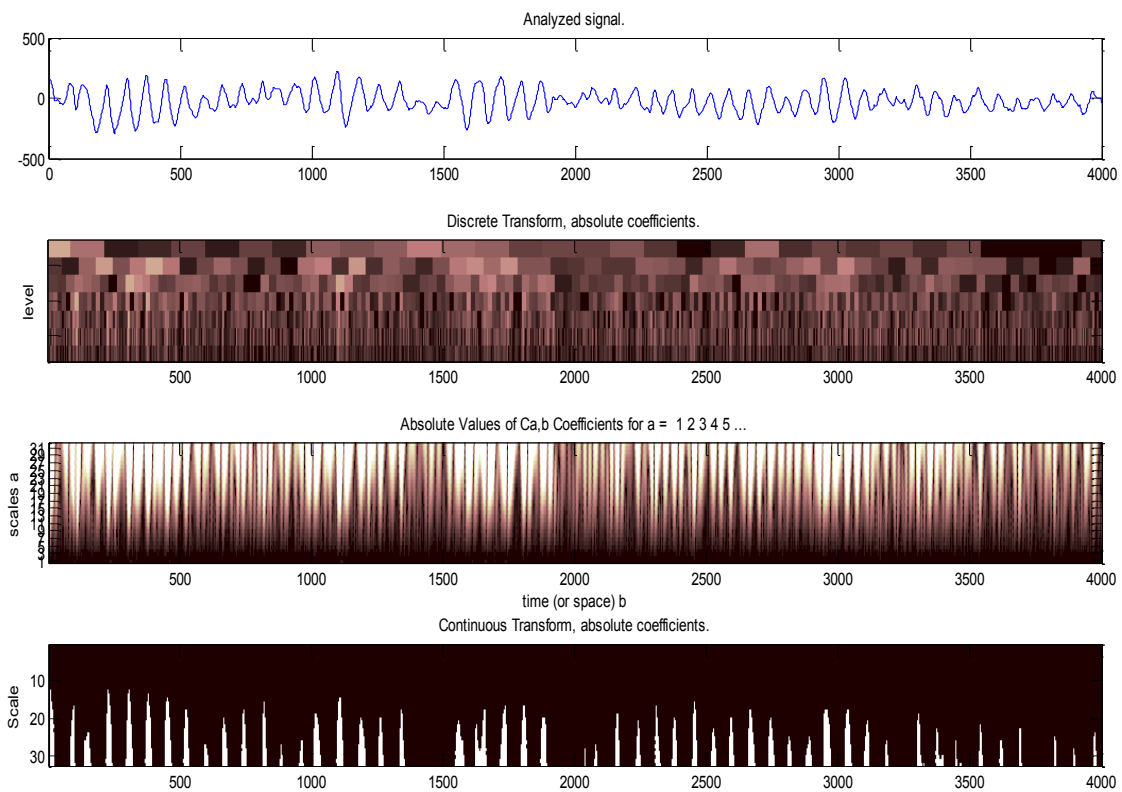 Analyzed signal.
500
0
-500
0 500 1000 1500 2000 2500 3000 3500 4000
Discrete Transform, absolute coefficients.
level
500 1000 1500 2000 2500 3000 3500 4000
Absolute Values of Ca,b Coefficients for a = 1 2 3 4 5 ...
scales a
500 1000 1500 2000 2500 3000 3500 4000
time (or space) b
Continuous Transform, absolute coefficients.
Scale
10
20
30
500 1000 1500 2000 2500 3000 3500 4000